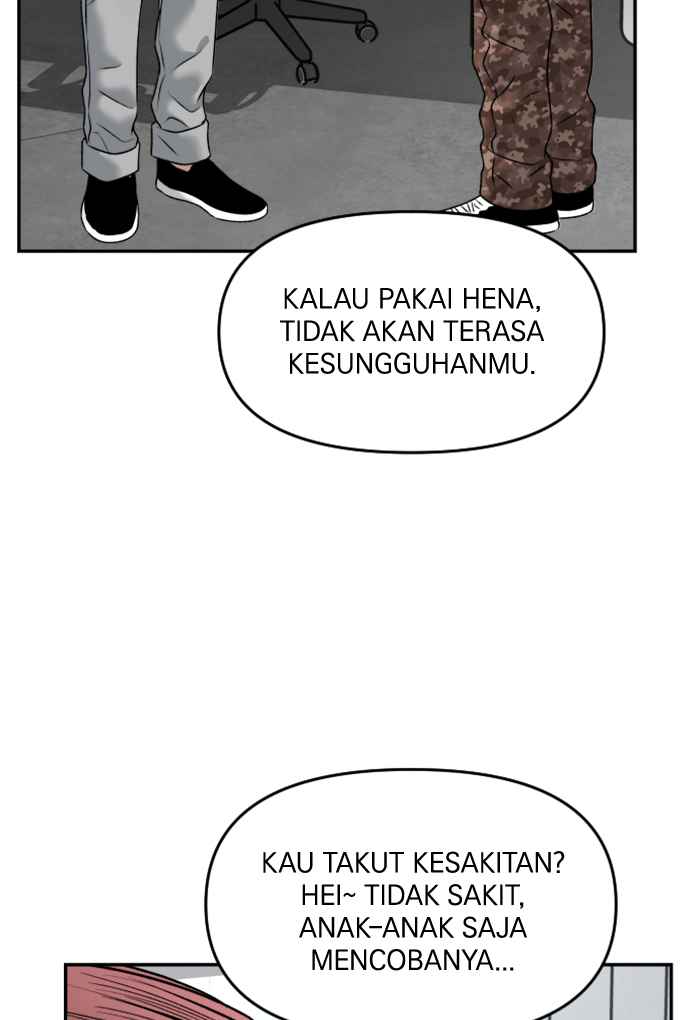 KALAU PAKAI HENA,
TIDAK AKAN TERASA
KESUNGGUHANMU.
KAU TAKUT KESAKITAN?
HEI~ TIDAK SAKIT,
ANAK-ANAK SAJA
MENCOBANYA...